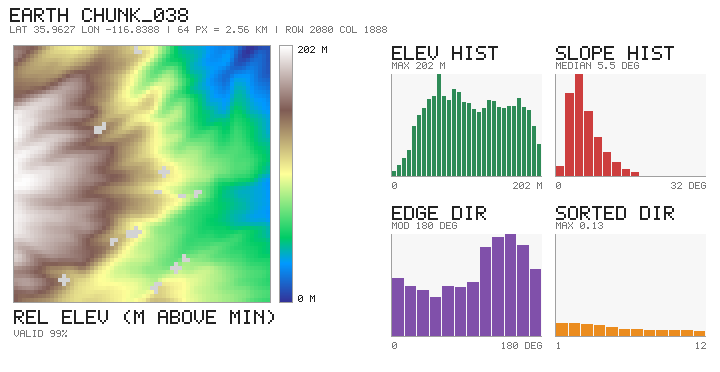 EARTH CHUNK_038
LAT 35.9627 LON -116.8388 | 64 PX = 2.56 KM | ROW 2080 COL 1888
202 M
0 M
REL ELEV (M ABOVE MIN)
VALID 99%
ELEV HIST
MAX 202 M
0 202 M
SLOPE HIST
MEDIAN 5.5 DEG
0 32 DEG
EDGE DIR
MOD 180 DEG
0 180 DEG
SORTED DIR
MAX 0.13
1 12